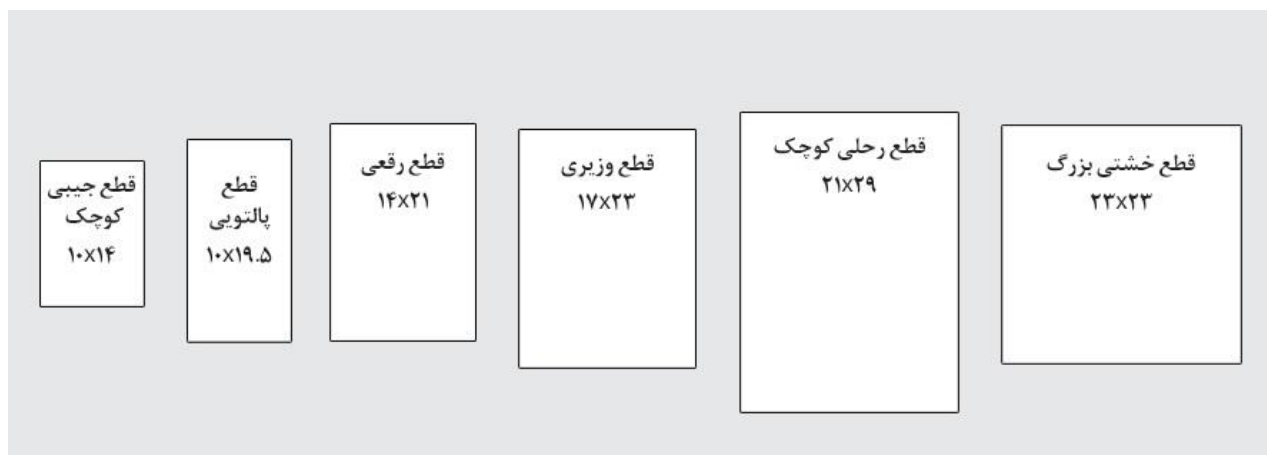 قطع خشتی بزرگ
۲۳x۲۳
قطع رحلی کوچک
۲۱x۲۹
قطع وزیری
۱۷x۲۳
قطع رقعی
۱۴x۲۱
قطع
پالتویی
۱۰x۱۹.۵
قطع جیبی
کوچک
۱۰x۱۴